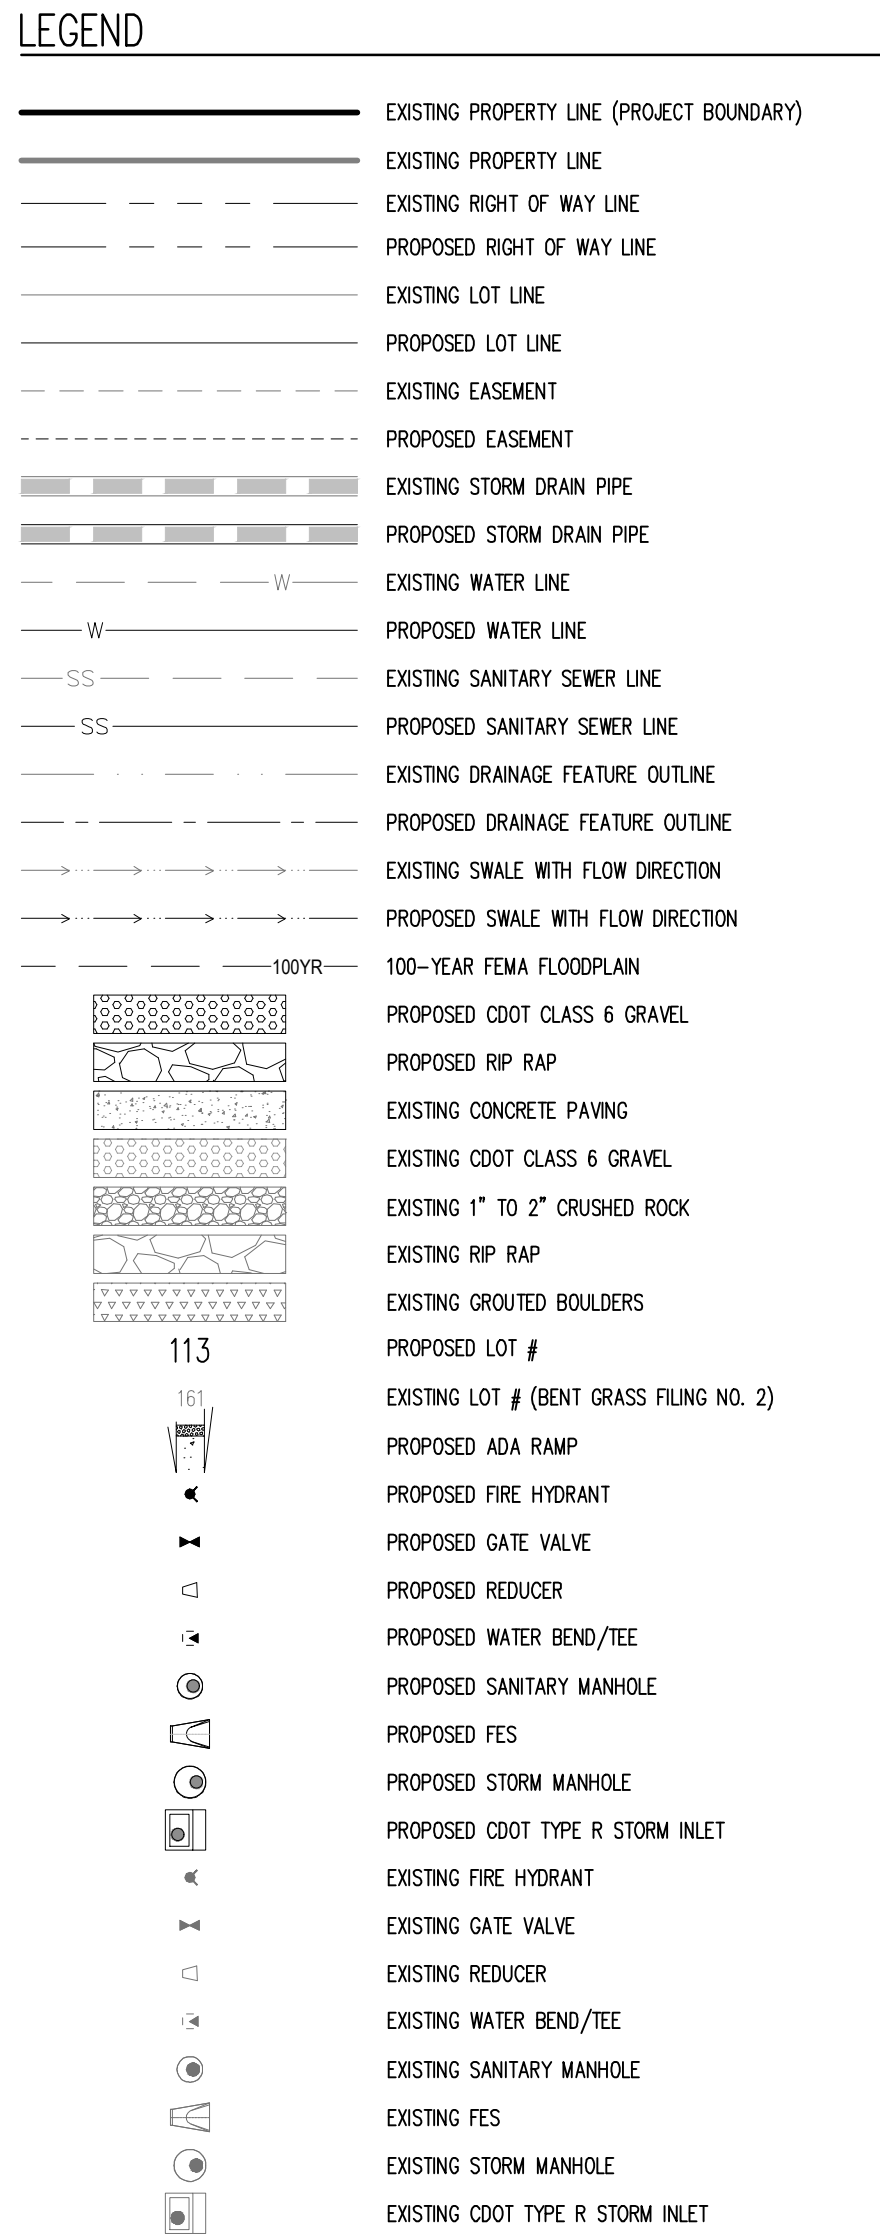 LEGEND
EXISTING PROPERTY LINE (PROJECT BOUNDARY)
EXISTING PROPERTY LINE
EXISTING RIGHT OF WAY LINE
PROPOSED RIGHT OF WAY LINE
EXISTING LOT LINE
PROPOSED LOT LINE
EXISTING EASEMENT
PROPOSED EASEMENT
EXISTING STORM DRAIN PIPE
PROPOSED STORM DRAIN PIPE
W EXISTING WATER LINE
W PROPOSED WATER LINE
SS EXISTING SANITARY SEWER LINE
SS PROPOSED SANITARY SEWER LINE
EXISTING DRAINAGE FEATURE OUTLINE
PROPOSED DRAINAGE FEATURE OUTLINE
EXISTING SWALE WITH FLOW DIRECTION
PROPOSED SWALE WITH FLOW DIRECTION
100YR 100-YEAR FEMA FLOODPLAIN
PROPOSED CDOT CLASS 6 GRAVEL
PROPOSED RIP RAP
EXISTING CONCRETE PAVING
EXISTING CDOT CLASS 6 GRAVEL
EXISTING 1" TO 2" CRUSHED ROCK
EXISTING RIP RAP
EXISTING GROUTED BOULDERS
113 PROPOSED LOT #
161 EXISTING LOT # (BENT GRASS FILING NO. 2)
PROPOSED ADA RAMP
PROPOSED FIRE HYDRANT
PROPOSED GATE VALVE
PROPOSED REDUCER
PROPOSED WATER BEND/TEE
PROPOSED SANITARY MANHOLE
PROPOSED FES
PROPOSED STORM MANHOLE
PROPOSED CDOT TYPE R STORM INLET
EXISTING FIRE HYDRANT
EXISTING GATE VALVE
EXISTING REDUCER
EXISTING WATER BEND/TEE
EXISTING SANITARY MANHOLE
EXISTING FES
EXISTING STORM MANHOLE
EXISTING CDOT TYPE R STORM INLET